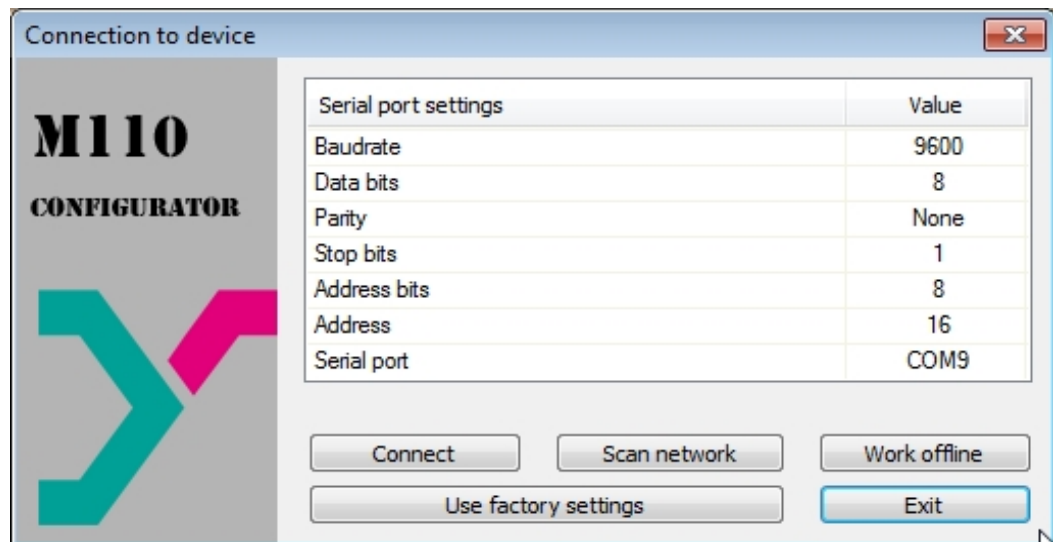 Connection to device
M110
CONFIGURATOR
Serial port settings Value
Baudrate 9600
Data bits 8
Parity None
Stop bits 1
Address bits 8
Address 16
Serial port COM9
Connect Scan network Work offline
Use factory settings Exit